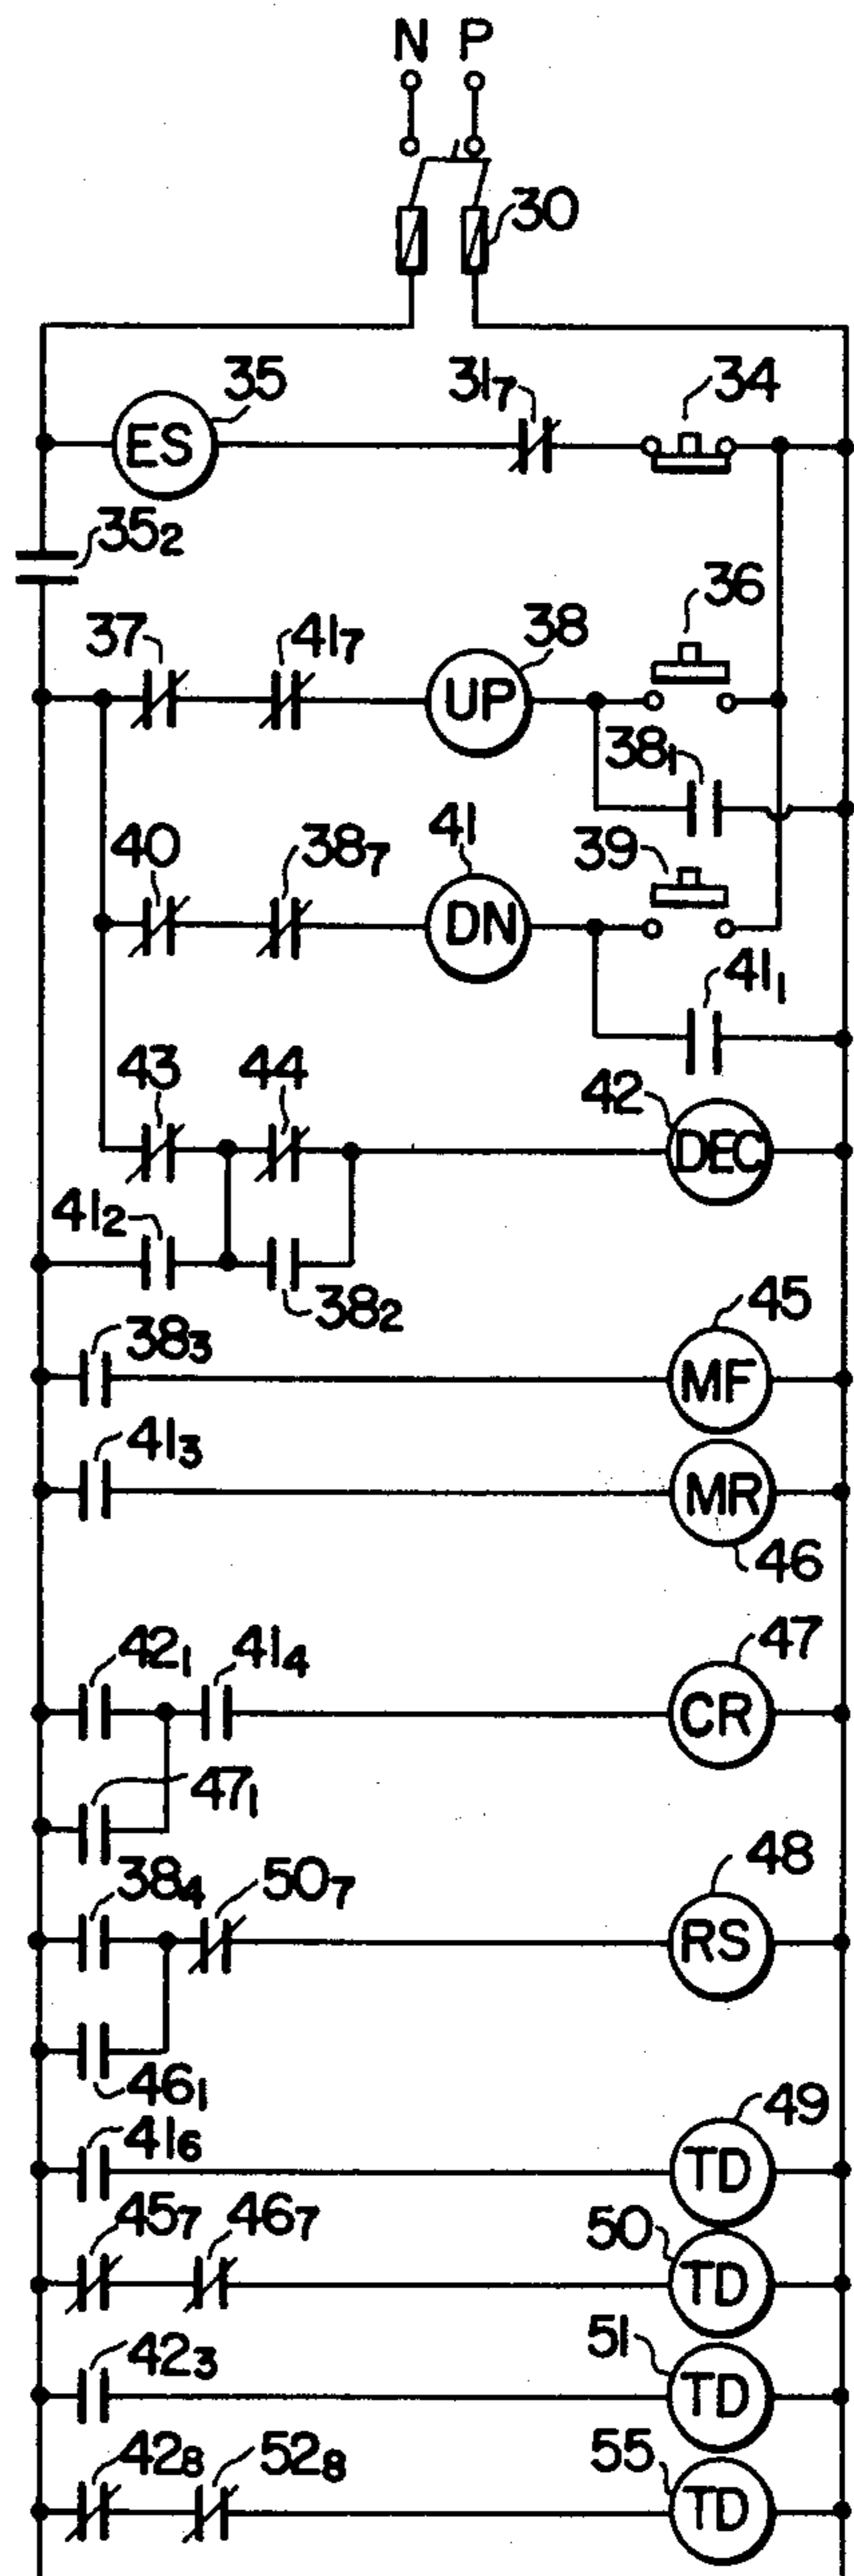 N P
30
35 31₇ 34
ES
35₂
36
37 41₇ 38
UP
38₁
40 38₇ 41 39
DN
41₁
43 44 42
DEC
41₂
38₂
38₃ 45
MF
41₃
MR
46
42₁ 41₄ 47
CR
47₁
38₄ 50₇ 48
RS
46₁
41₆ 49
TD
45₇ 46₇ 50
TD
42₃ 51
TD
42₈ 52₈ 55
TD